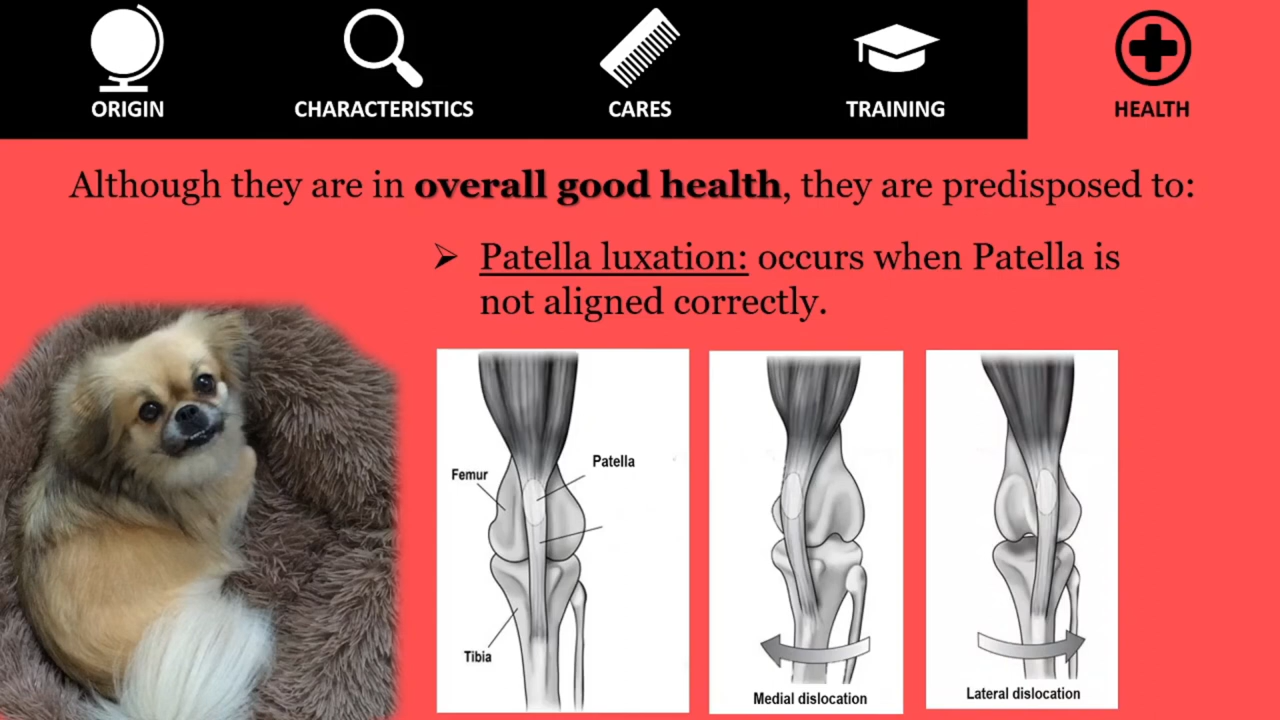 ORIGIN
CHARACTERISTICS
CARES
TRAINING
HEALTH
Although they are in overall good health, they are predisposed to:
Patella luxation: occurs when Patella is
not aligned correctly.
Patella
Femur
Tibia
Medial dislocation
Lateral dislocation